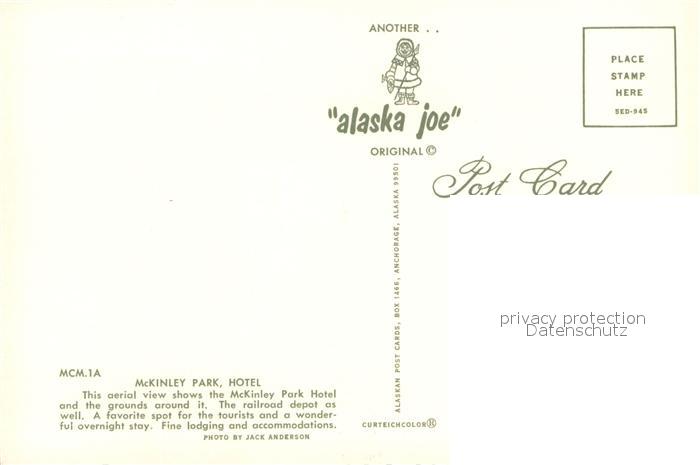 ANOTHER . .
"alaska joe"
ORIGINAL ©
PLACE
STAMP
HERE
5ED-945
Post Card
ALASKAN POST CARDS, BOX 1466, ANCHORAGE, ALASKA 99501
CURTEICHCOLOR®
privacy protection
Datenschutz
MCM.1A
McKINLEY PARK, HOTEL
This aerial view shows the McKinley Park Hotel
and the grounds around it. The railroad depot as
well. A favorite spot for the tourists and a wonder-
ful overnight stay. Fine lodging and accommodations.
PHOTO BY JACK ANDERSON